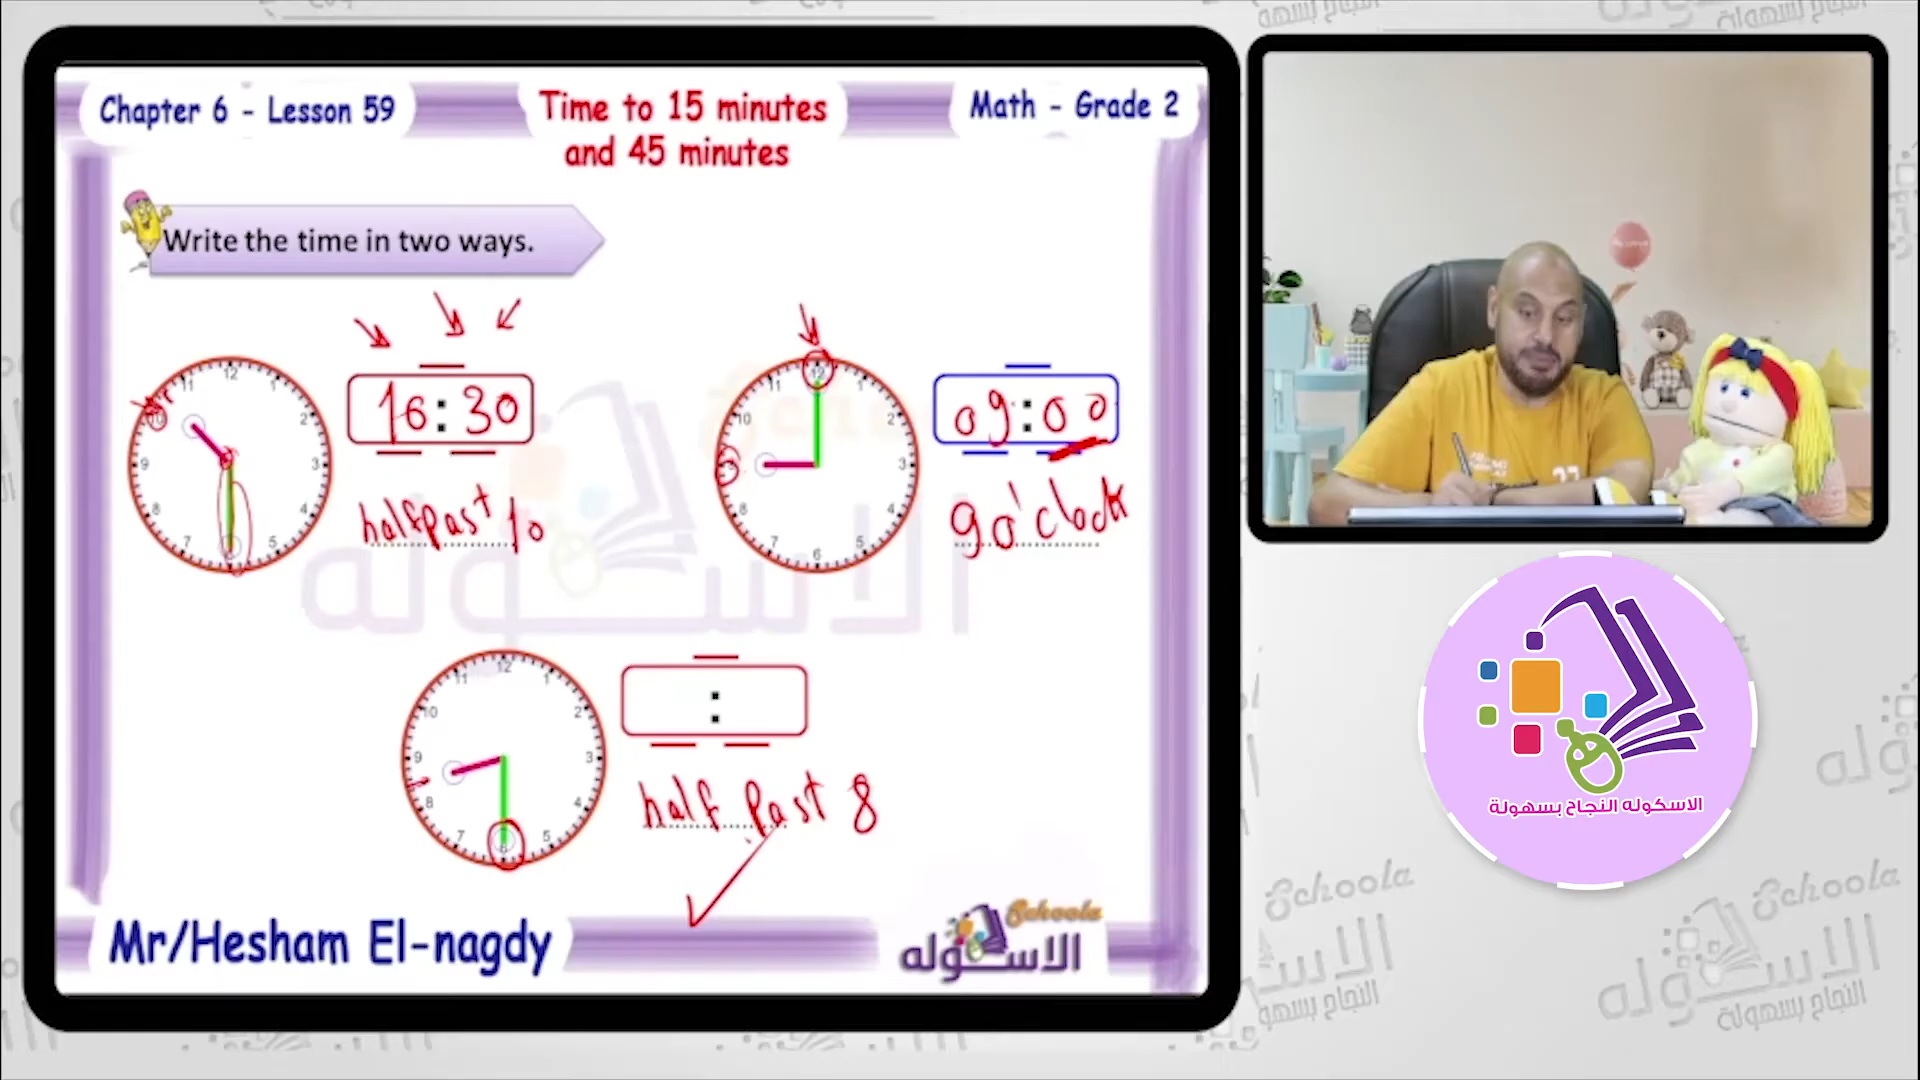 Chapter 6 - Lesson 59
Time to 15 minutes
and 45 minutes
Math - Grade 2
Write the time in two ways.
10:30
half past 10
09:00
9 o'clock
:
half past 8
Mr/Hesham El-nagdy
Schoola
الاسكوله
الاسكوله النجاح بسهولة